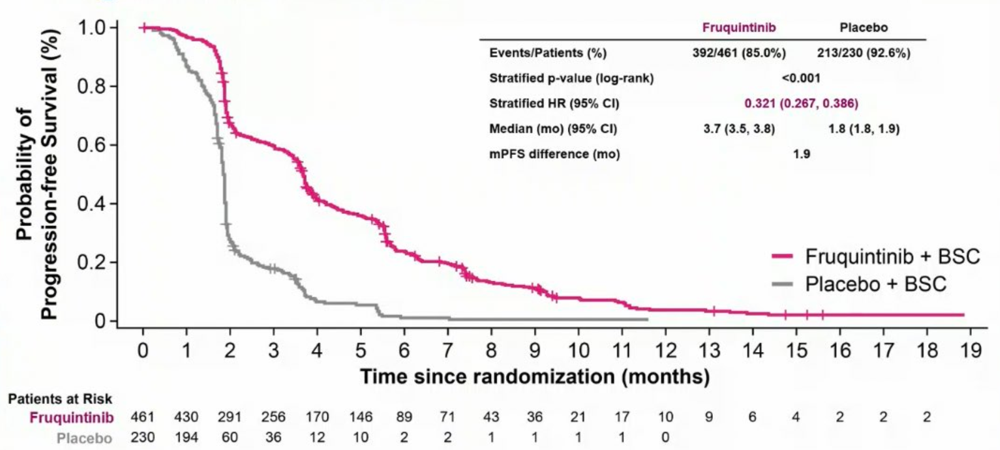 Fruquintinib Placebo
Events/Patients (%) 392/461 (85.0%) 213/230 (92.6%)
Stratified p-value (log-rank) <0.001
Stratified HR (95% CI) 0.321 (0.267, 0.386)
Median (mo) (95% CI) 3.7 (3.5, 3.8) 1.8 (1.8, 1.9)
mPFS difference (mo) 1.9
Probability of
Progression-free Survival (%)
1.0
0.8
0.6
0.4
0.2
0
Fruquintinib + BSC
Placebo + BSC
0 1 2 3 4 5 6 7 8 9 10 11 12 13 14 15 16 17 18 19
Time since randomization (months)
Patients at Risk
Fruquintinib 461 430 291 256 170 146 89 71 43 36 21 17 10 9 6 4 2 2 2
Placebo 230 194 60 36 12 10 2 2 1 1 1 1 0